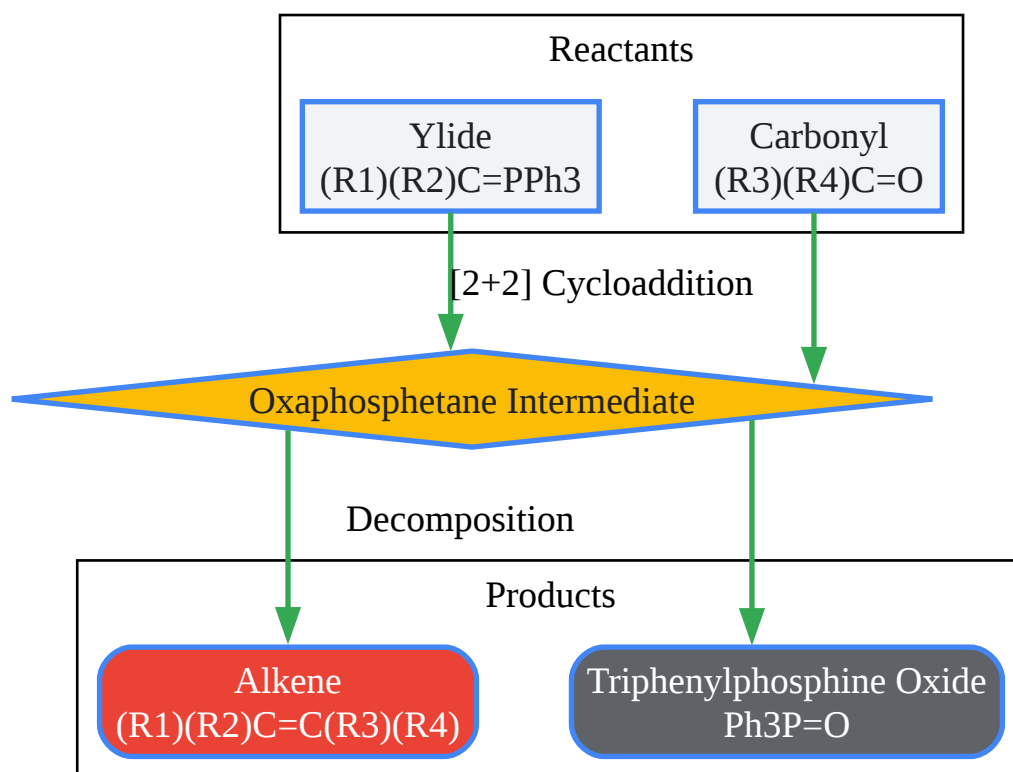 Reactants
Ylide
(R1)(R2)C=PPh3
Carbonyl
(R3)(R4)C=O
[2+2] Cycloaddition
Oxaphosphetane Intermediate
Decomposition
Products
Alkene
(R1)(R2)C=C(R3)(R4)
Triphenylphosphine Oxide
Ph3P=O